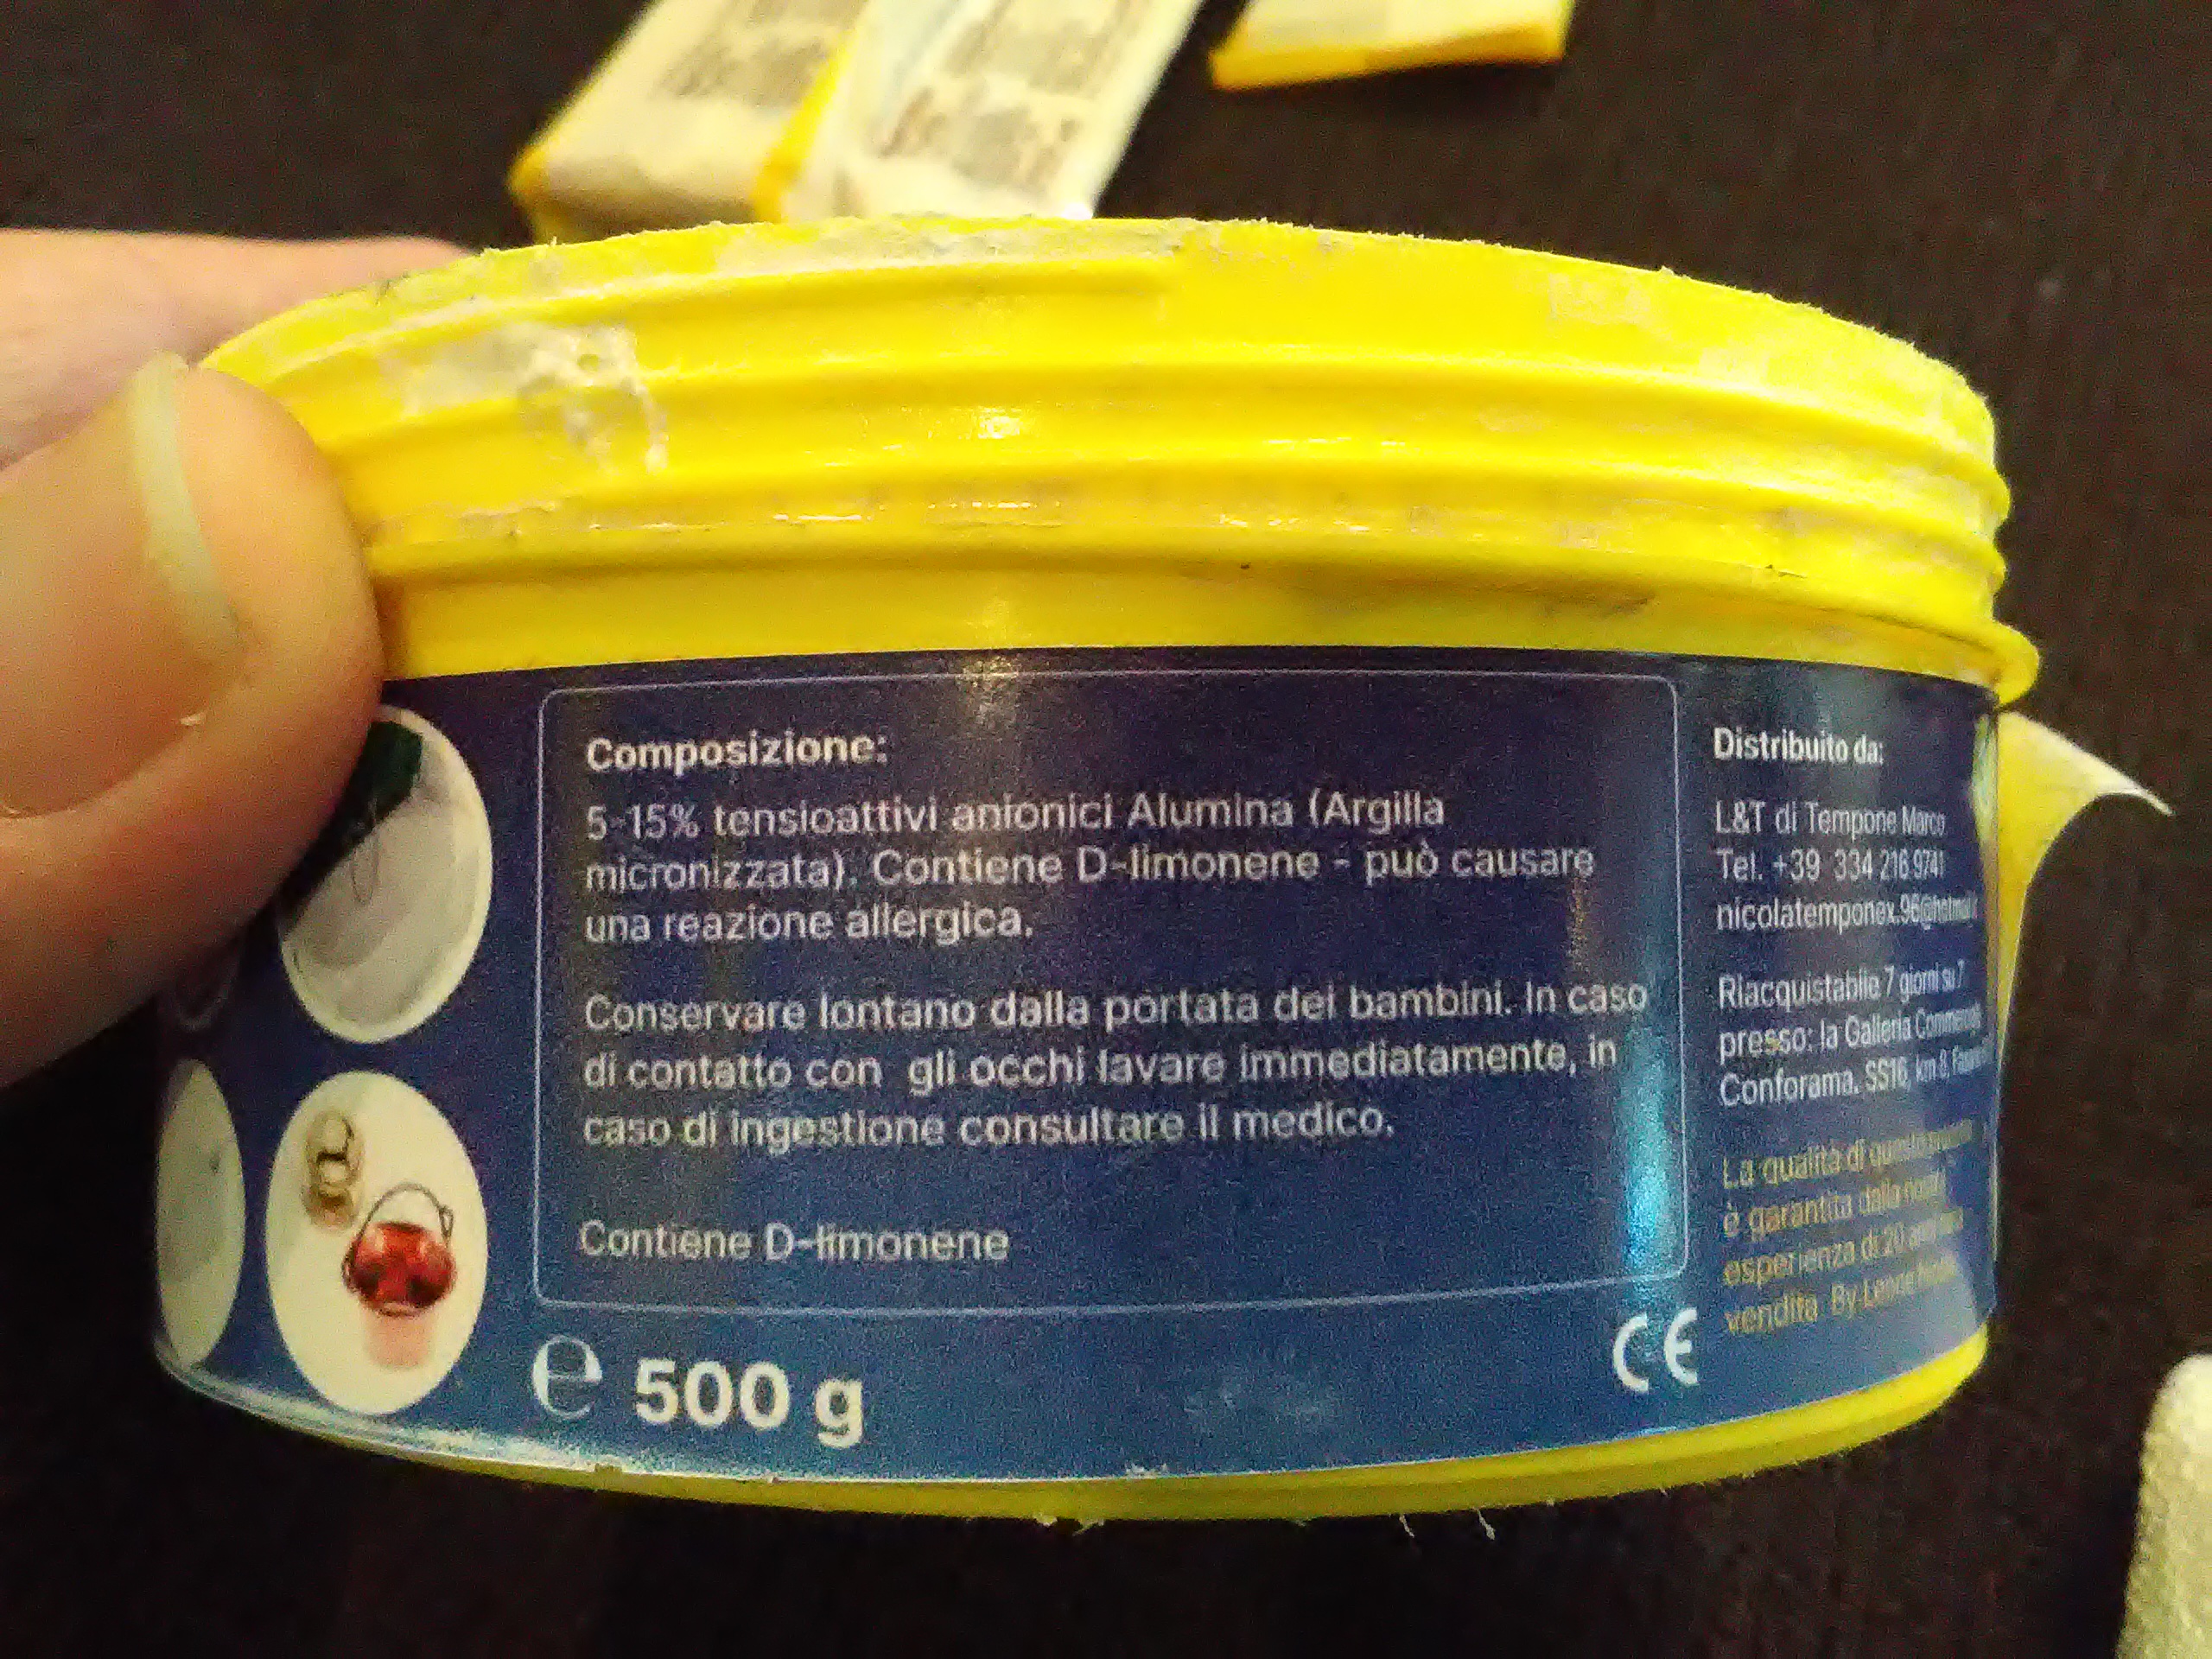 Composizione:
5-15% tensioattivi anionici Alumina (Argilla
micronizzata). Contiene D-limonene - può causare
una reazione allergica.
Conservare lontano dalla portata dei bambini. In caso
di contatto con gli occhi lavare immediatamente, in
caso di ingestione consultare il medico.
Contiene D-limonene
℮ 500 g
CE
Distribuito da:
L&T di Tempone Marco
Tel. +39 334 216 9741
Riacquistabile 7 giorni su 7
presso: la Galleria
Conforama. SS16, km 8,
La qualità di
è garantita dalla
esperienza di 20
vendita By